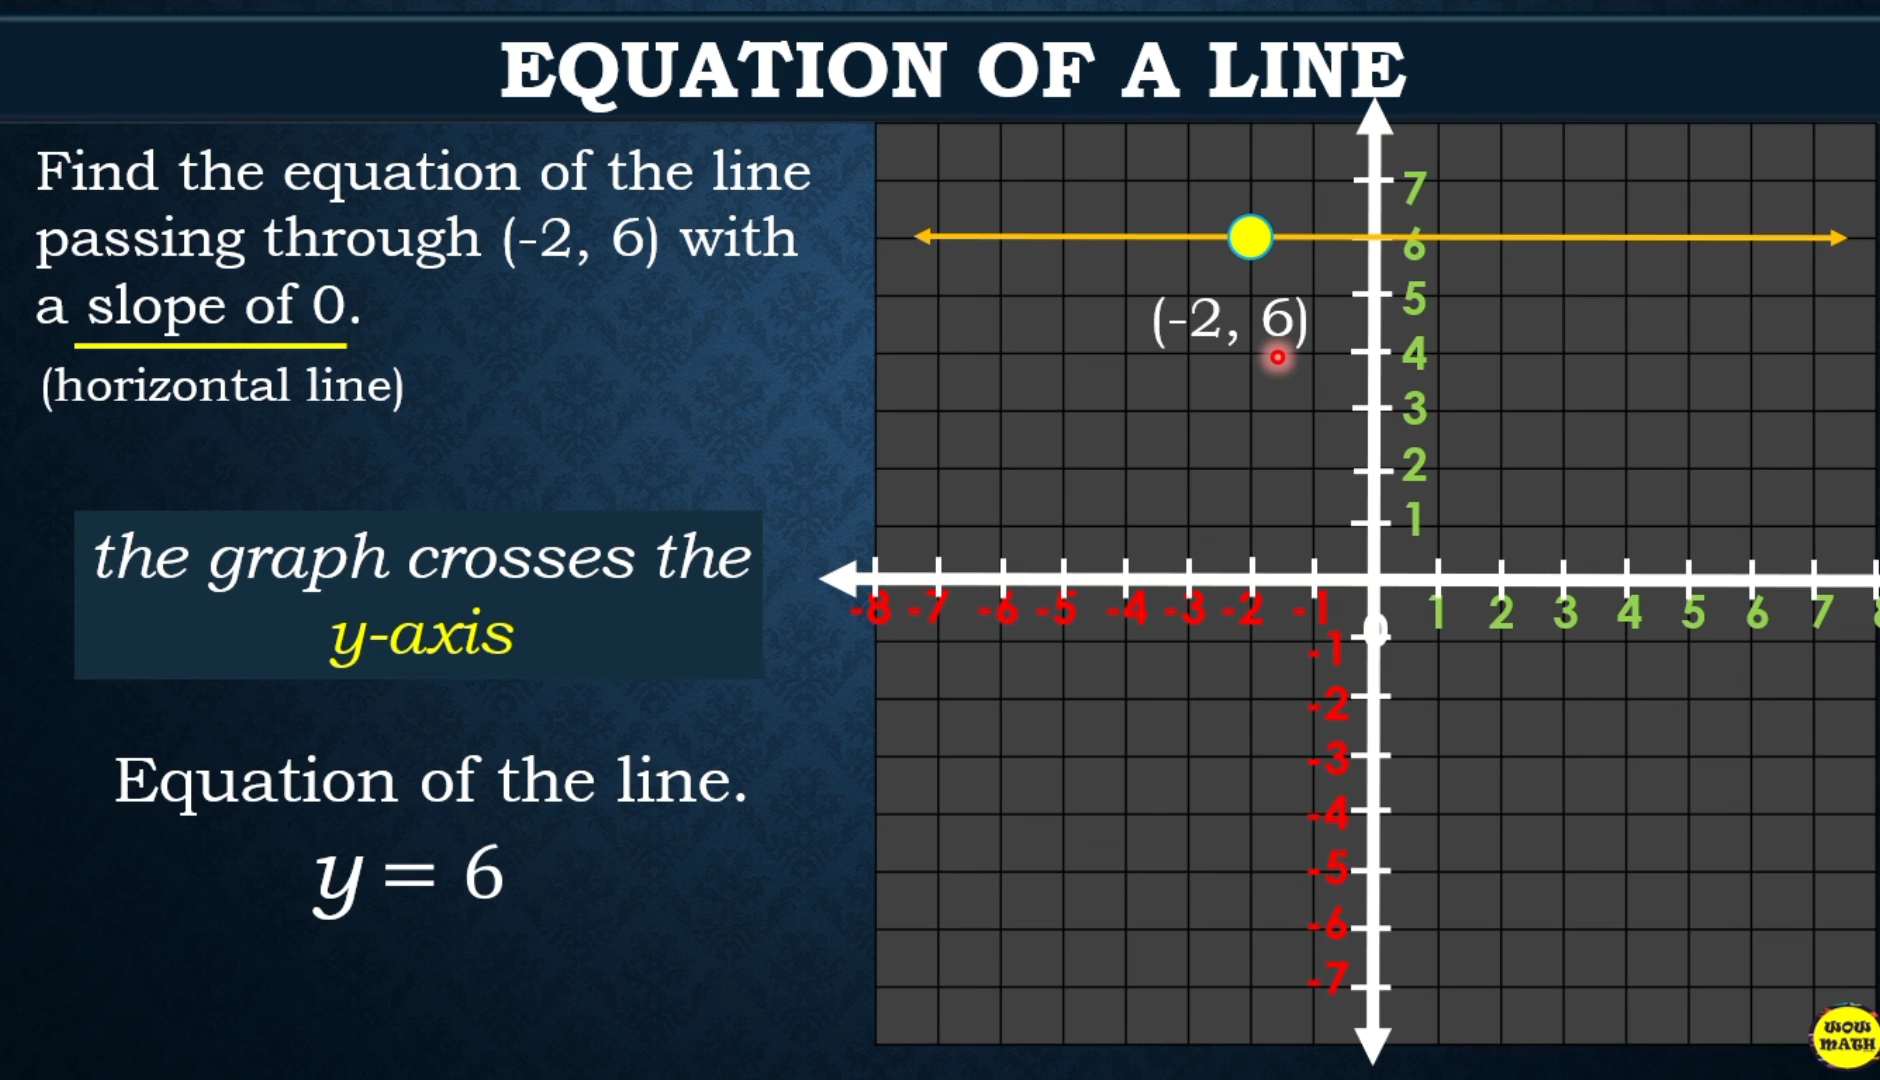 EQUATION OF A LINE
Find the equation of the line
passing through (-2, 6) with
a slope of 0.
(horizontal line)
the graph crosses the
y-axis
Equation of the line.
y = 6
7
6
5
(-2, 6)
4
3
2
1
-8 -7 -6 -5 -4 -3 -2 -1 0 1 2 3 4 5 6 7 8
-1
-2
-3
-4
-5
-6
-7
WOW
MATH